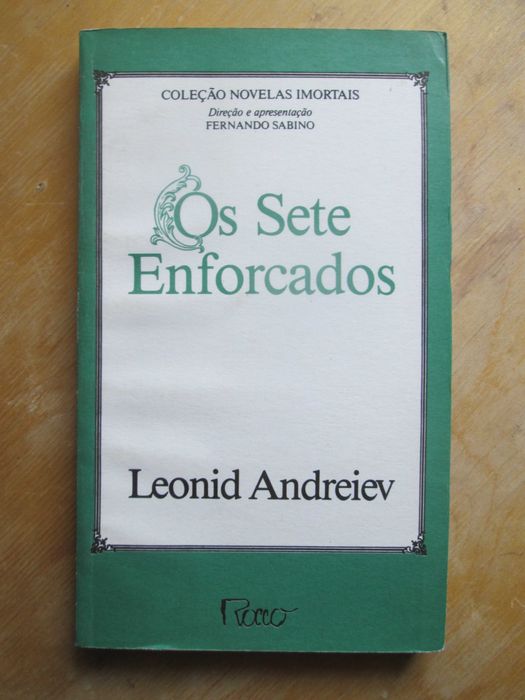 COLEÇÃO NOVELAS IMORTAIS
Direção e apresentação
FERNANDO SABINO
Os Sete
Enforcados
Leonid Andreiev
Rocco